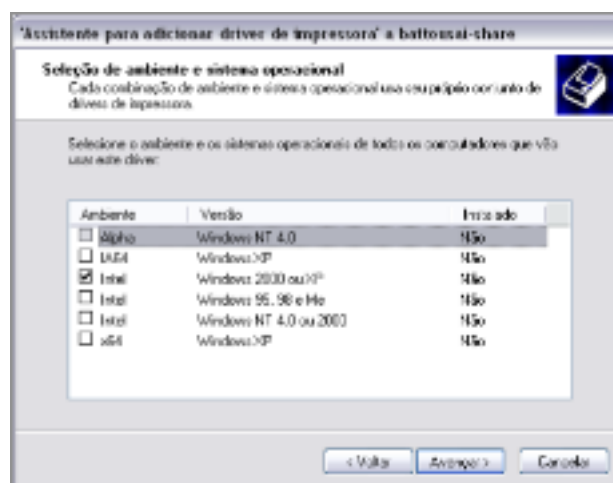 'Assistente para adicionar driver de impressora' a battousai-share
Seleção de ambiente e sistema operacional
Cada combinação de ambiente e sistema operacional usa seu próprio conjunto de
drivers de impressora.
Selecione o ambiente e os sistemas operacionais de todos os computadores que vão
usar este driver:
Ambiente Versão Instalado
Alpha Windows NT 4.0 Não
IA64 Windows XP Não
Intel Windows 2000 ou XP Não
Intel Windows 95, 98 e Me Não
Intel Windows NT 4.0 ou 2000 Não
x64 Windows XP Não
< Voltar Avançar > Cancelar